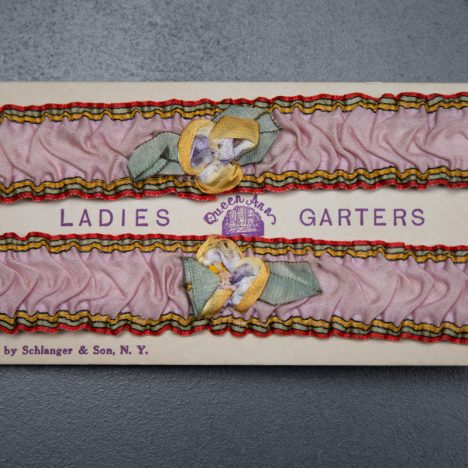 LADIES Queen Ann GARTERS
by Schlanger & Son, N. Y.